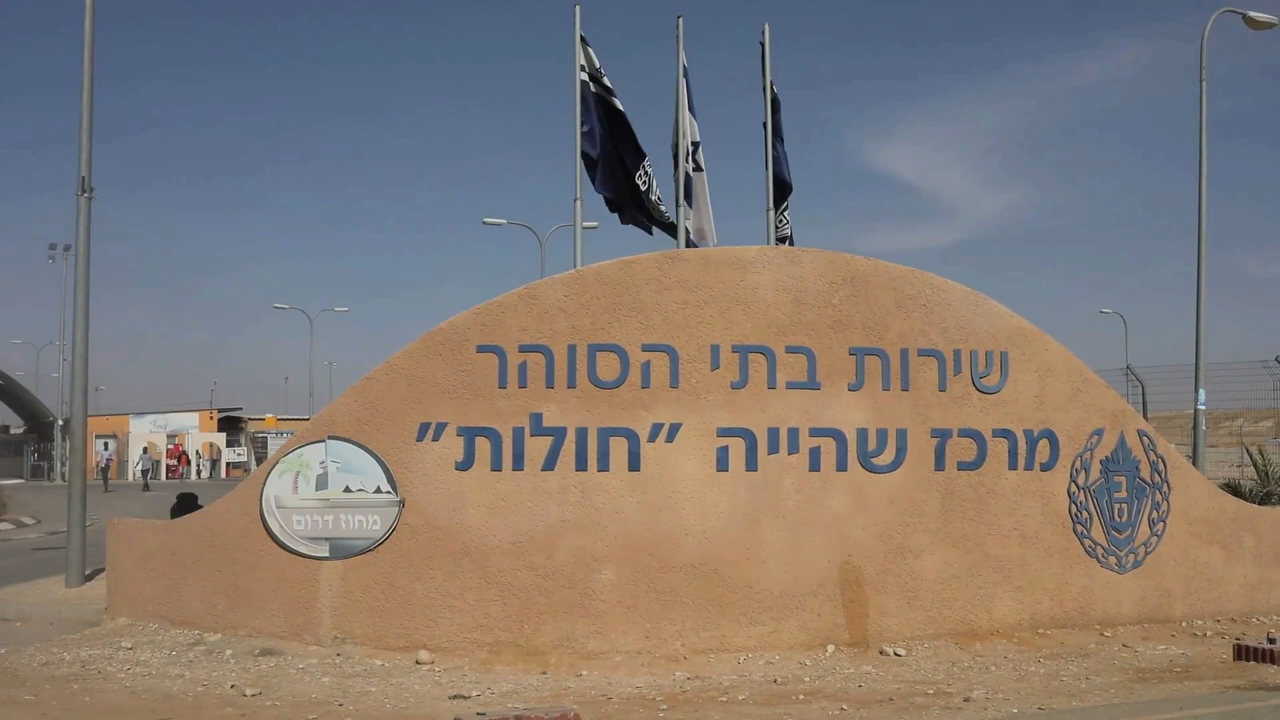 שירות בתי הסוהר
מרכז שהייה "חולות"
מחוז דרום